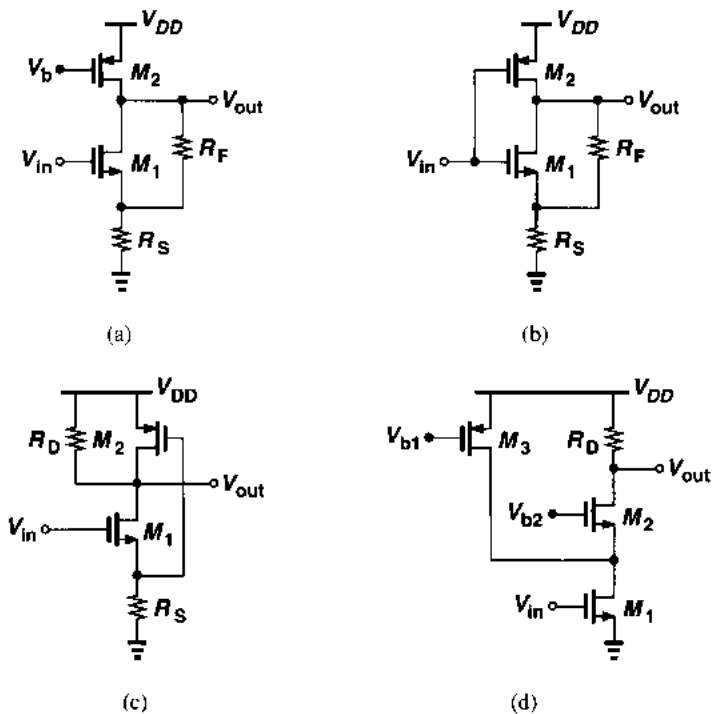 V_DD
V_b
M_2
V_out
V_in
M_1
R_F
R_S
(a)
V_DD
M_2
V_out
V_in
M_1
R_F
R_S
(b)
V_DD
R_D
M_2
V_out
V_in
M_1
R_S
(c)
V_DD
V_b1
M_3
R_D
V_out
V_b2
M_2
V_in
M_1
(d)